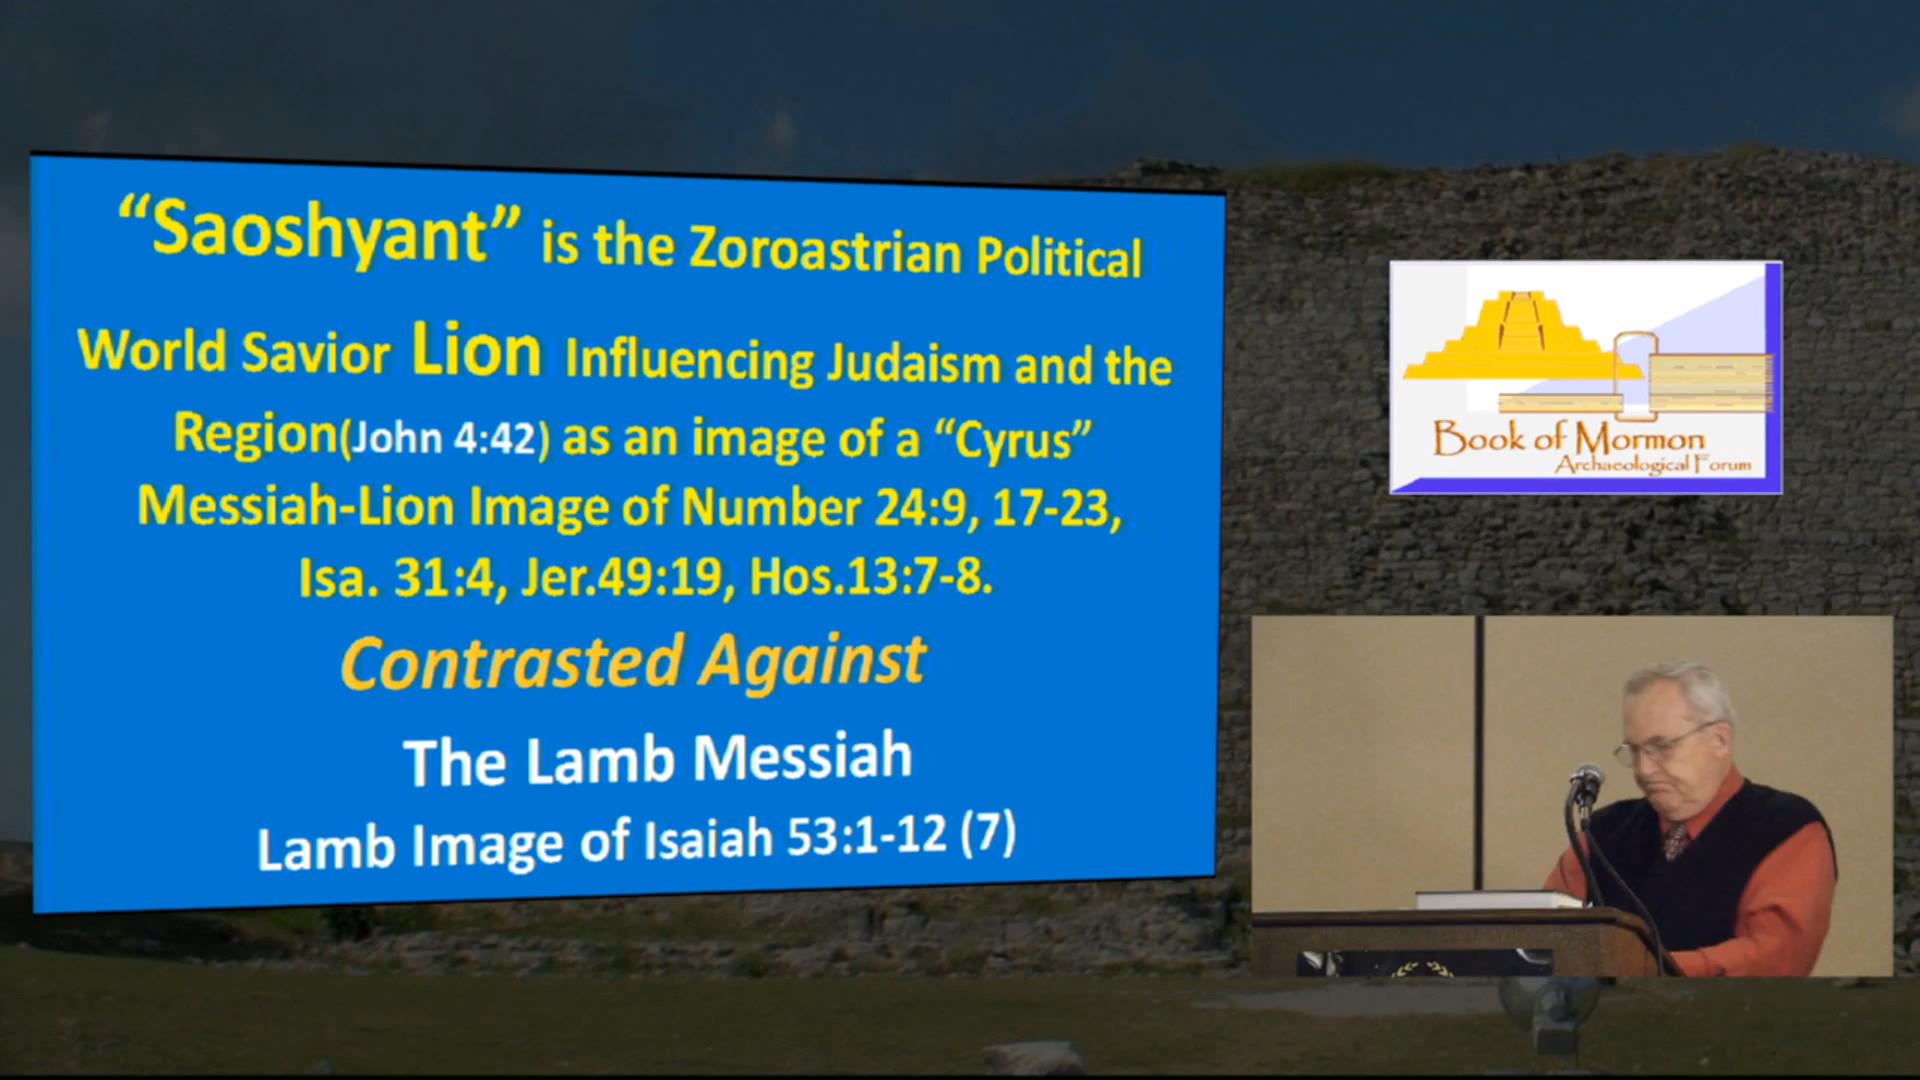 “Saoshyant” is the Zoroastrian Political
World Savior Lion Influencing Judaism and the
Region(John 4:42) as an image of a “Cyrus”
Messiah-Lion Image of Number 24:9, 17-23,
Isa. 31:4, Jer.49:19, Hos.13:7-8.
Contrasted Against
The Lamb Messiah
Lamb Image of Isaiah 53:1-12 (7)
Book of Mormon
Archaeological Forum